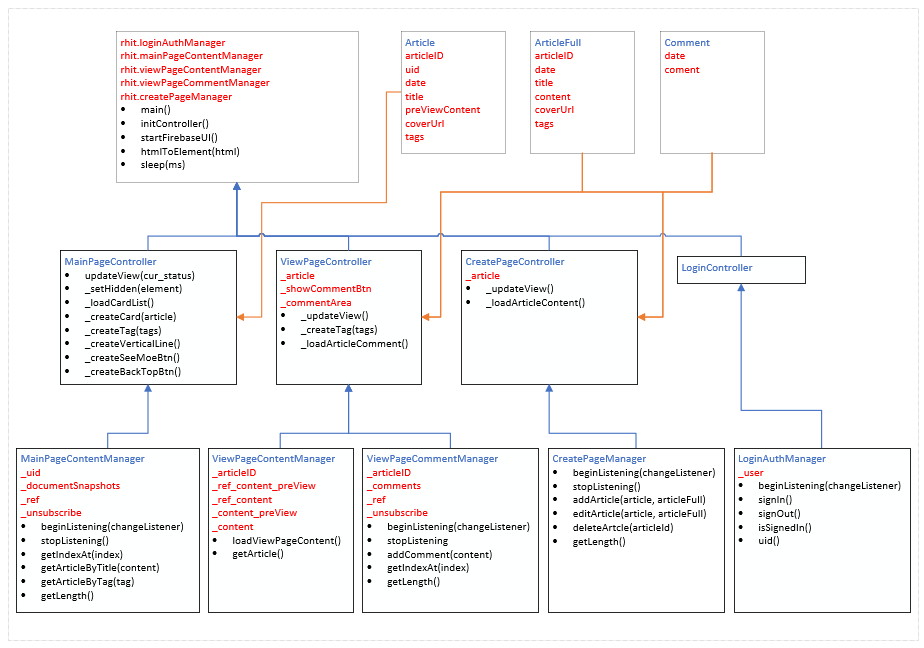 rhit.loginAuthManager
rhit.mainPageContentManager
rhit.viewPageContentManager
rhit.viewPageCommentManager
rhit.createPageManager
• main()
• initController()
• startFirebaseUI()
• htmlToElement(html)
• sleep(ms)
Article
articleID
uid
date
title
preViewContent
coverUrl
tags
ArticleFull
articleID
date
title
content
coverUrl
tags
Comment
date
coment
MainPageController
• updateView(cur_status)
• _setHidden(element)
• _loadCardList()
• _createCard(article)
• _createTag(tags)
• _createVerticalLine()
• _createSeeMoeBtn()
• _createBackTopBtn()
ViewPageController
_article
_showCommentBtn
_commentArea
• _updateView()
• _createTag(tags)
• _loadArticleComment()
CreatePageController
_article
• _updateView()
• _loadArticleContent()
LoginController
MainPageContentManager
_uid
_documentSnapshots
_ref
_unsubscribe
• beginListening(changeListener)
• stopListening()
• getIndexAt(index)
• getArticleByTitle(content)
• getArticleByTag(tag)
• getLength()
ViewPageContentManager
_articleID
_ref_content_preView
_ref_content
_content_preView
_content
• loadViewPageContent()
• getArticle()
ViewPageCommentManager
_articleID
_comments
_ref
_unsubscribe
• beginListening(changeListener)
• stopListening
• addComment(content)
• getIndexAt(index)
• getLength()
CreatePageManager
• beginListening(changeListener)
• stopListening()
• addArticle(article, articleFull)
• editArticle(article, articleFull)
• deleteArtcle(articleId)
• getLength()
LoginAuthManager
_user
• beginListening(changeListener)
• signIn()
• signOut()
• isSignedIn()
• uid()